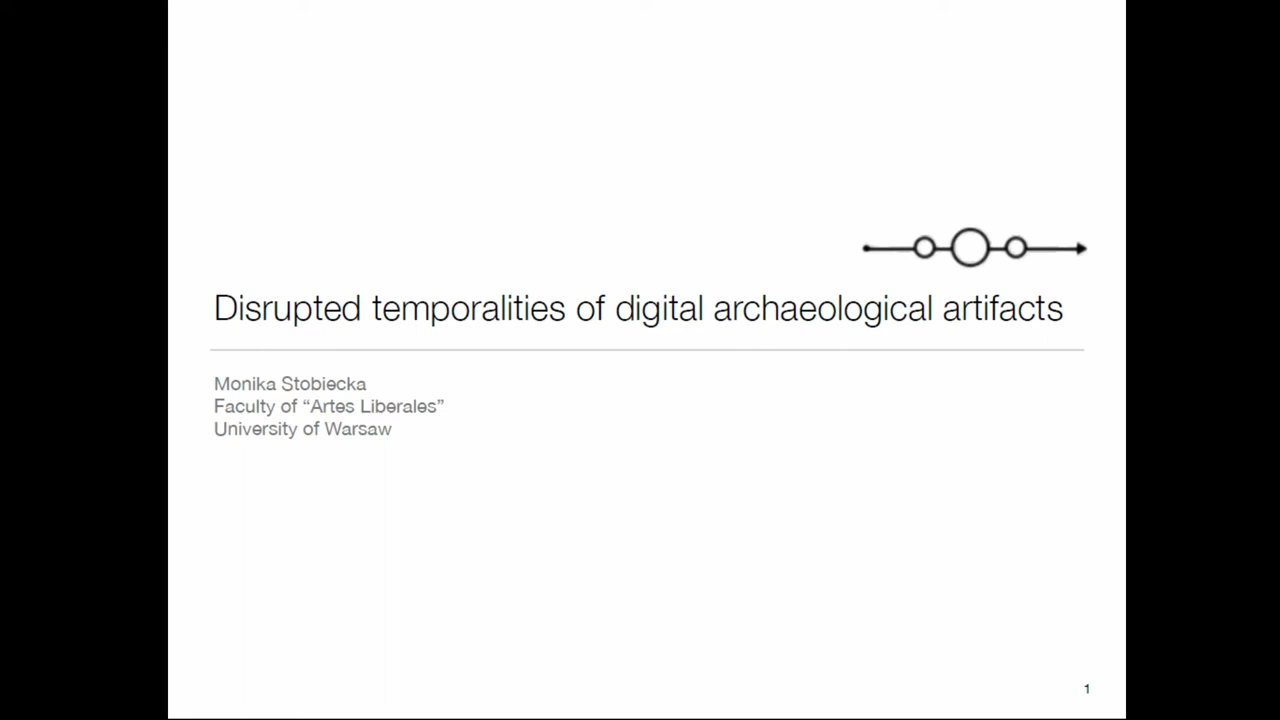 Disrupted temporalities of digital archaeological artifacts
Monika Stobiecka
Faculty of “Artes Liberales”
University of Warsaw
1